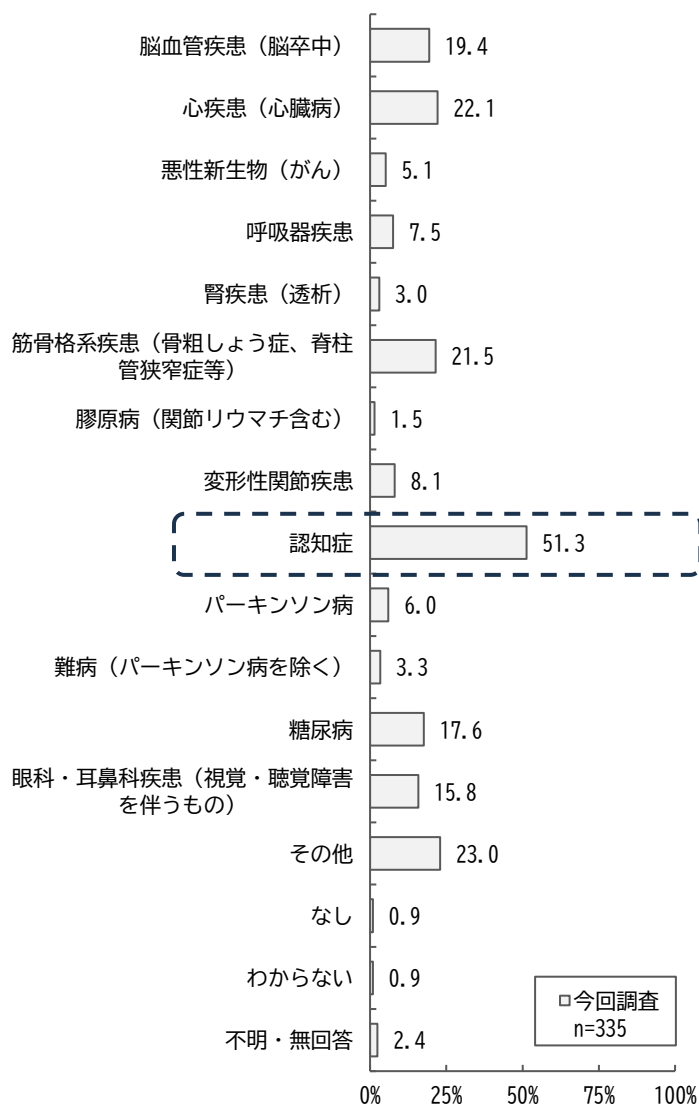 脳血管疾患（脳卒中）
19.4
心疾患（心臓病）
22.1
悪性新生物（がん）
5.1
呼吸器疾患
7.5
腎疾患（透析）
3.0
筋骨格系疾患（骨粗しょう症、脊柱
管狭窄症等）
21.5
膠原病（関節リウマチ含む）
1.5
変形性関節疾患
8.1
認知症
51.3
パーキンソン病
6.0
難病（パーキンソン病を除く）
3.3
糖尿病
17.6
眼科・耳鼻科疾患（視覚・聴覚障害
を伴うもの）
15.8
その他
23.0
なし
0.9
わからない
0.9
不明・無回答
2.4
今回調査
n=335
0% 25% 50% 75% 100%